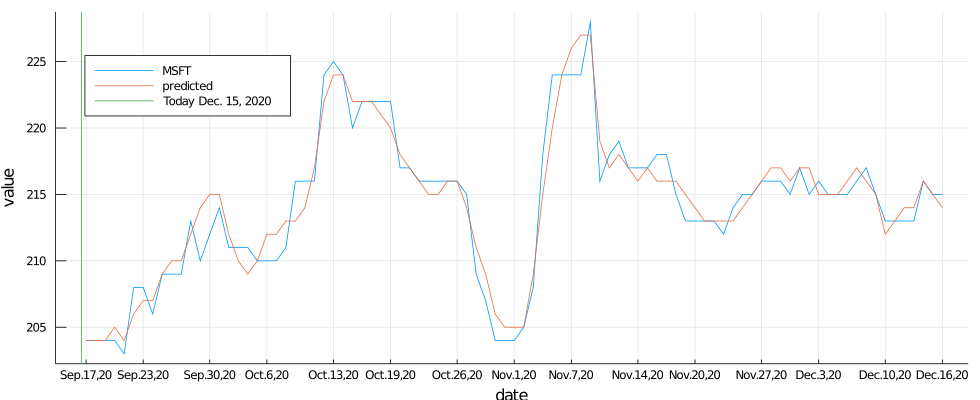 225
220
215
210
205
value
MSFT
predicted
Today Dec. 15, 2020
Sep.17,20 Sep.23,20 Sep.30,20 Oct.6,20 Oct.13,20 Oct.19,20 Oct.26,20 Nov.1,20 Nov.7,20 Nov.14,20 Nov.20,20 Nov.27,20 Dec.3,20 Dec.10,20 Dec.16,20
date